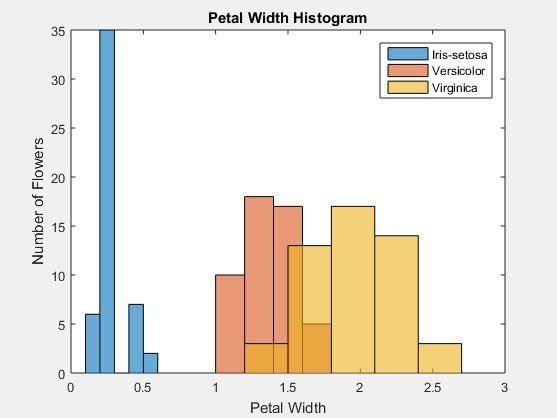 Petal Width Histogram
Iris-setosa
Versicolor
Virginica
35
30
25
20
15
10
5
0
Number of Flowers
0 0.5 1 1.5 2 2.5 3
Petal Width